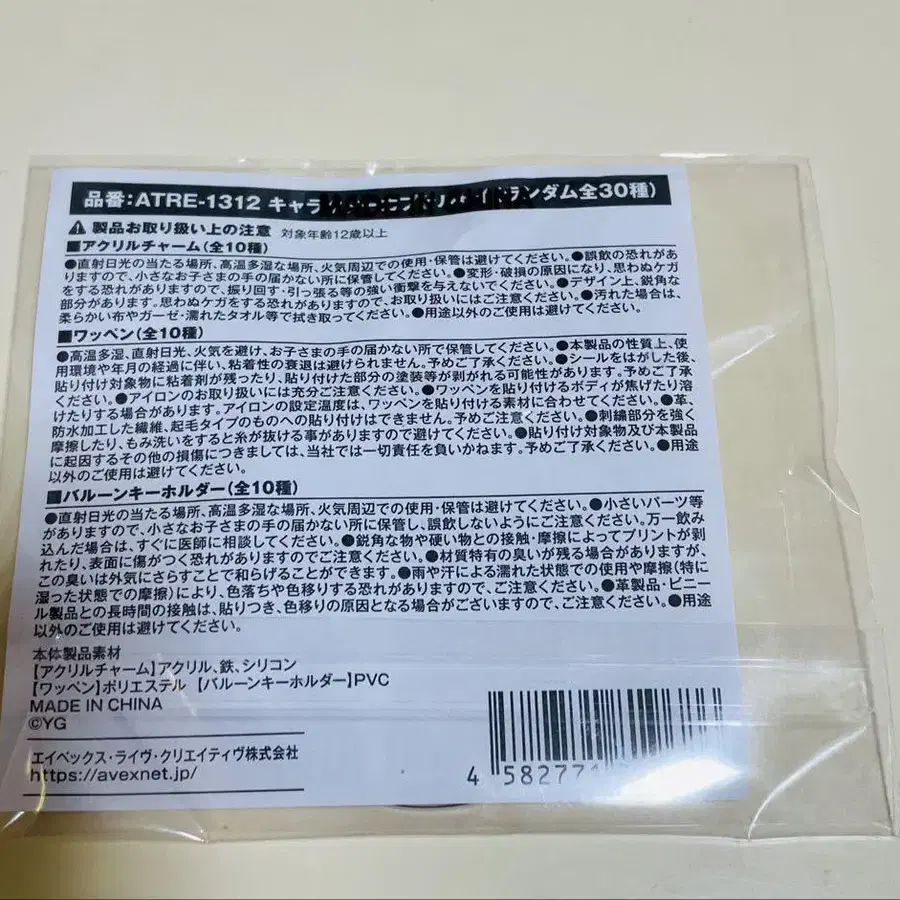 品番:ATRE-1312 キャラ ランダム全30種)
製品お取り扱い上の注意 対象年齢12歳以上
■アクリルチャーム(全10種)
●直射日光の当たる場所、高温多湿な場所、火気周辺での使用・保管は避けてください。●誤飲の恐れがあ
りますので、小さなお子さまの手の届かない所に保管してください。●変形・破損の原因になり、思わぬケガ
をする恐れがありますので、振り回す・引っ張る等の強い衝撃を与えないでください。●デザイン上、鋭角な
部分があります。思わぬケガをする恐れがありますので、お取り扱いにはご注意ください。●汚れた場合は、
柔らかい布やガーゼ・濡れたタオル等で拭き取ってください。●用途以外のご使用は避けてください。
■ワッペン(全10種)
●高温多湿、直射日光、火気を避け、お子さまの手の届かない所で保管してください。●本製品の性質上、使
用環境や年月の経過に伴い、粘着性の衰退は避けられません。予めご了承ください。●シールをはがした後、
貼り付け対象物に粘着剤が残ったり、貼り付けた部分の塗装等が剥がれる可能性があります。予めご了承く
ださい。●アイロンのお取り扱いには充分ご注意ください。●ワッペンを貼り付けるボディが焦げたり溶
けたりする場合があります。アイロンの設定温度は、ワッペンを貼り付ける素材に合わせてください。●革、
防水加工した繊維、起毛タイプのものへの貼り付けはできません。予めご注意ください。●刺繍部分を強く
摩擦したり、もみ洗いをすると糸が抜ける事がありますので避けてください。●貼り付け対象物及び本製品
に起因するその他の損傷につきましては、当社では一切責任を負いかねます。予めご了承ください。●用途
以外のご使用は避けてください。
■バルーンキーホルダー(全10種)
●直射日光の当たる場所、高温多湿な場所、火気周辺での使用・保管は避けてください。●小さいパーツ等
がありますので、小さなお子さまの手の届かない所に保管し、誤飲しないようにご注意ください。万一飲み
込んだ場合は、すぐに医師に相談してください。●鋭角な物や硬い物との接触・摩擦によってプリントが剥が
れたり、表面に傷がつく恐れがありますのでご注意ください。●材質特有の臭いが残る場合がありますが、
この臭いは外気にさらすことで和らげることができます。●雨や汗による濡れた状態での使用や摩擦(特に
湿った状態での摩擦)により、色落ちや色移りする恐れがありますので、ご注意ください。●革製品・ビニー
ル製品との長時間の接触は、貼りつき、色移りの原因となる場合がございますので、ご注意ください。●用途
以外のご使用は避けてください。
本体製品素材
【アクリルチャーム】アクリル、鉄、シリコン
【ワッペン】ポリエステル 【バルーンキーホルダー】PVC
MADE IN CHINA
©YG
エイベックス・ライヴ・クリエイティヴ株式会社
https://avexnet.jp/
4 582771